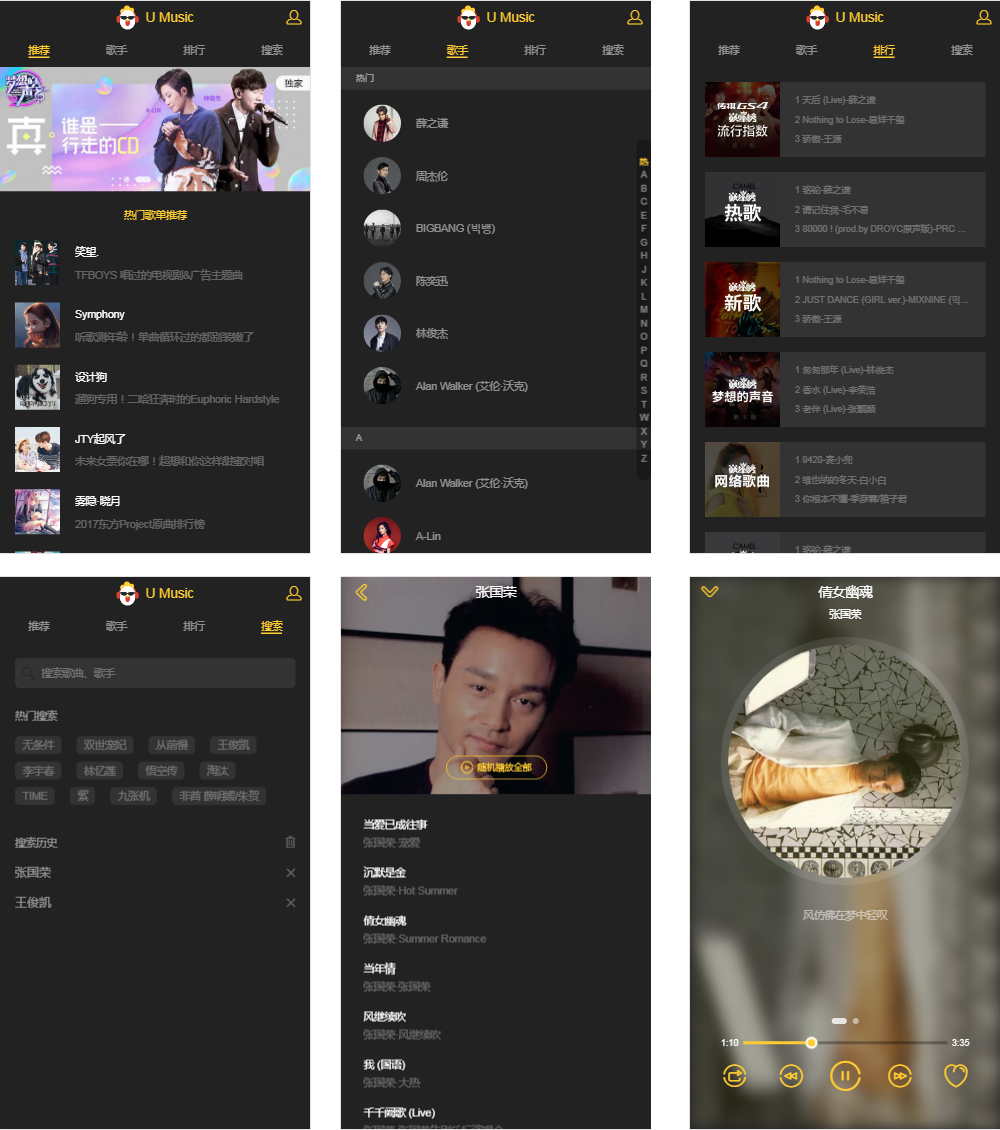 U Music
推荐
歌手
排行
搜索
梦想的声音
独家
A-LIN
林俊杰
真
谁是——
行走的CD
热门歌单推荐
笑望.
TFBOYS 唱过的电视剧&广告主题曲
Symphony
听歌测年龄！单曲循环过的都别装嫩了
设计狗
遛狗专用！二哈狂奔时的Euphoric Hardstyle
JTY起风了
未来女票你在哪！超想和你这样甜蜜对唱
雾隐·晓月
2017东方Project原曲排行榜
U Music
推荐
歌手
排行
搜索
热门
薛之谦
周杰伦
BIGBANG (빅뱅)
陈奕迅
林俊杰
Alan Walker (艾伦·沃克)
A
Alan Walker (艾伦·沃克)
A-Lin
热
A
B
C
E
F
G
H
J
K
L
M
N
O
P
Q
R
S
T
W
X
Y
Z
U Music
推荐
歌手
排行
搜索
传祺GS4
巅峰榜
流行指数
1 天后 (Live)-薛之谦
2 Nothing to Lose-易烊千玺
3 骄傲-王源
CAMEL
巅峰榜
热歌
1 骆驼-薛之谦
2 请记住我-毛不易
3 80000 ! (prod.by DROYC原声版)-PRC ...
巅峰榜
新歌
1 Nothing to Lose-易烊千玺
2 JUST DANCE (GIRL ver.)-MIXNINE (믹...
3 骄傲-王源
巅峰榜
梦想的声音
1 匆匆那年 (Live)-林俊杰
2 香水 (Live)-李荣浩
3 老伴 (Live)-张靓颖
巅峰榜
网络歌曲
1 9420-麦小兜
2 维也纳的冬天-白小白
3 你根本不懂-季彦霖/筷子君
CAMEL
1 骆驼-薛之谦
U Music
推荐
歌手
排行
搜索
搜索歌曲、歌手
热门搜索
无条件
双世宠妃
从前慢
王俊凯
李宇春
林忆莲
悟空传
淘汰
TIME
紫
九张机
非酋 薛明媛/朱贺
搜索历史
张国荣
王俊凯
张国荣
随机播放全部
当爱已成往事
张国荣·宠爱
沉默是金
张国荣·Hot Summer
倩女幽魂
张国荣·Summer Romance
当年情
张国荣·张国荣
风继续吹
张国荣·风继续吹
我 (国语)
张国荣·大热
千千阙歌 (Live)
倩女幽魂
张国荣
风仿佛在梦中轻叹
1:10
3:35